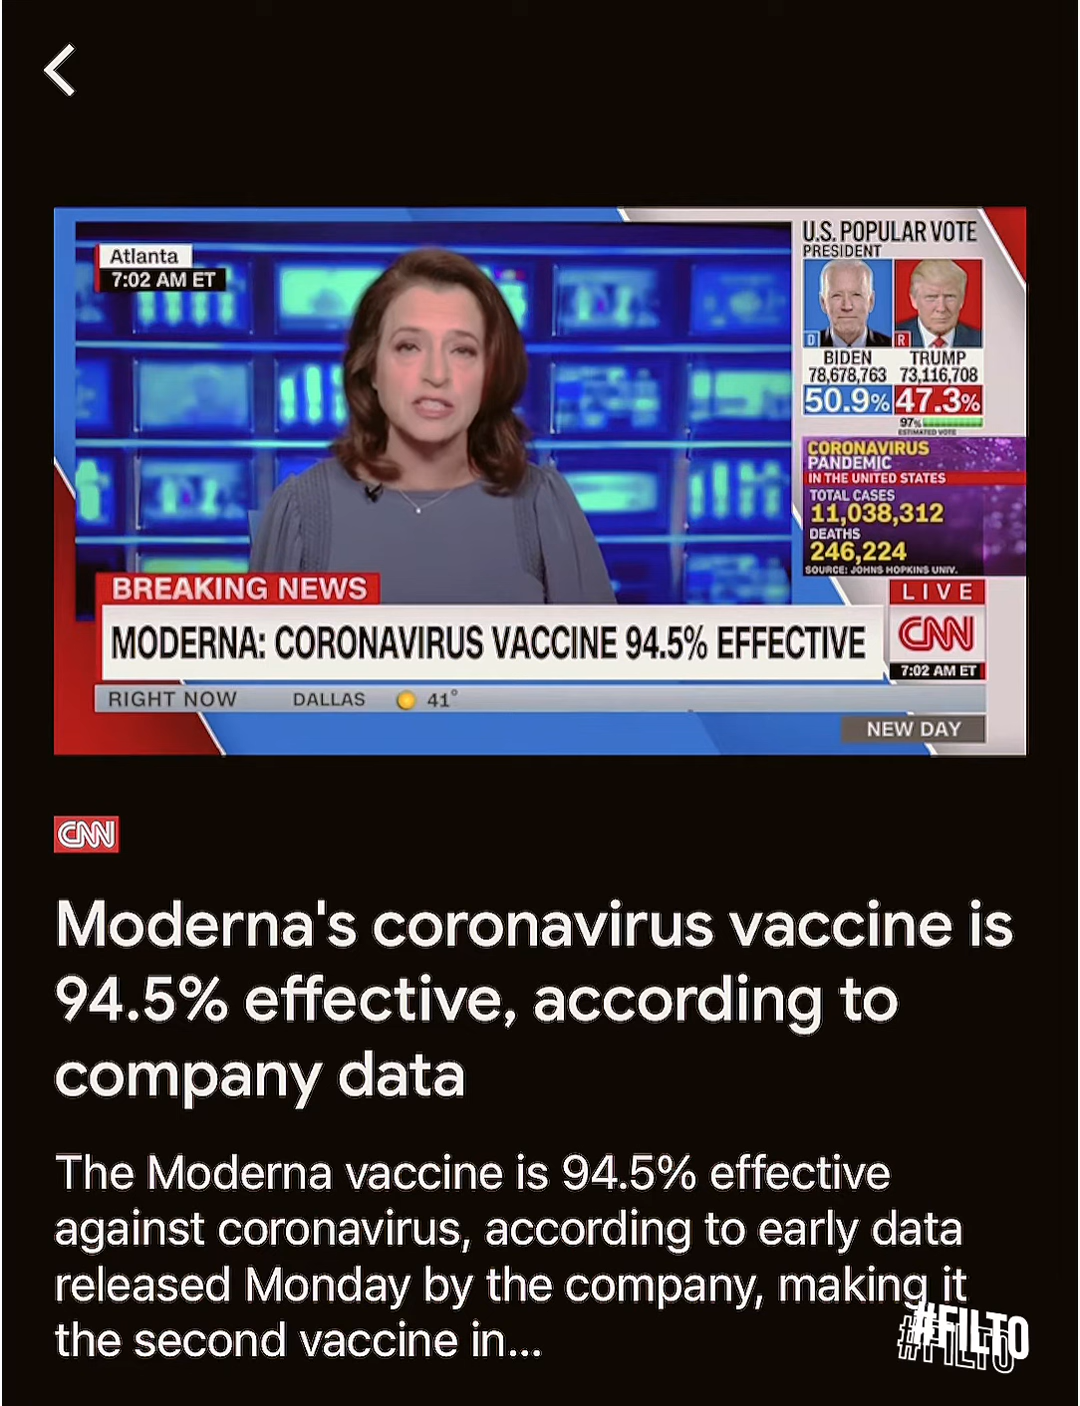 Atlanta
7:02 AM ET
U.S. POPULAR VOTE
PRESIDENT
D
R
BIDEN
TRUMP
78,678,763
73,116,708
50.9%
47.3%
97%
ESTIMATED VOTE
CORONAVIRUS
PANDEMIC
IN THE UNITED STATES
TOTAL CASES
11,038,312
DEATHS
246,224
SOURCE: JOHNS HOPKINS UNIV.
BREAKING NEWS
MODERNA: CORONAVIRUS VACCINE 94.5% EFFECTIVE
LIVE
CNN
7:02 AM ET
RIGHT NOW DALLAS 41°
NEW DAY
CNN
Moderna's coronavirus vaccine is
94.5% effective, according to
company data
The Moderna vaccine is 94.5% effective
against coronavirus, according to early data
released Monday by the company, making it
the second vaccine in...
#FILTO